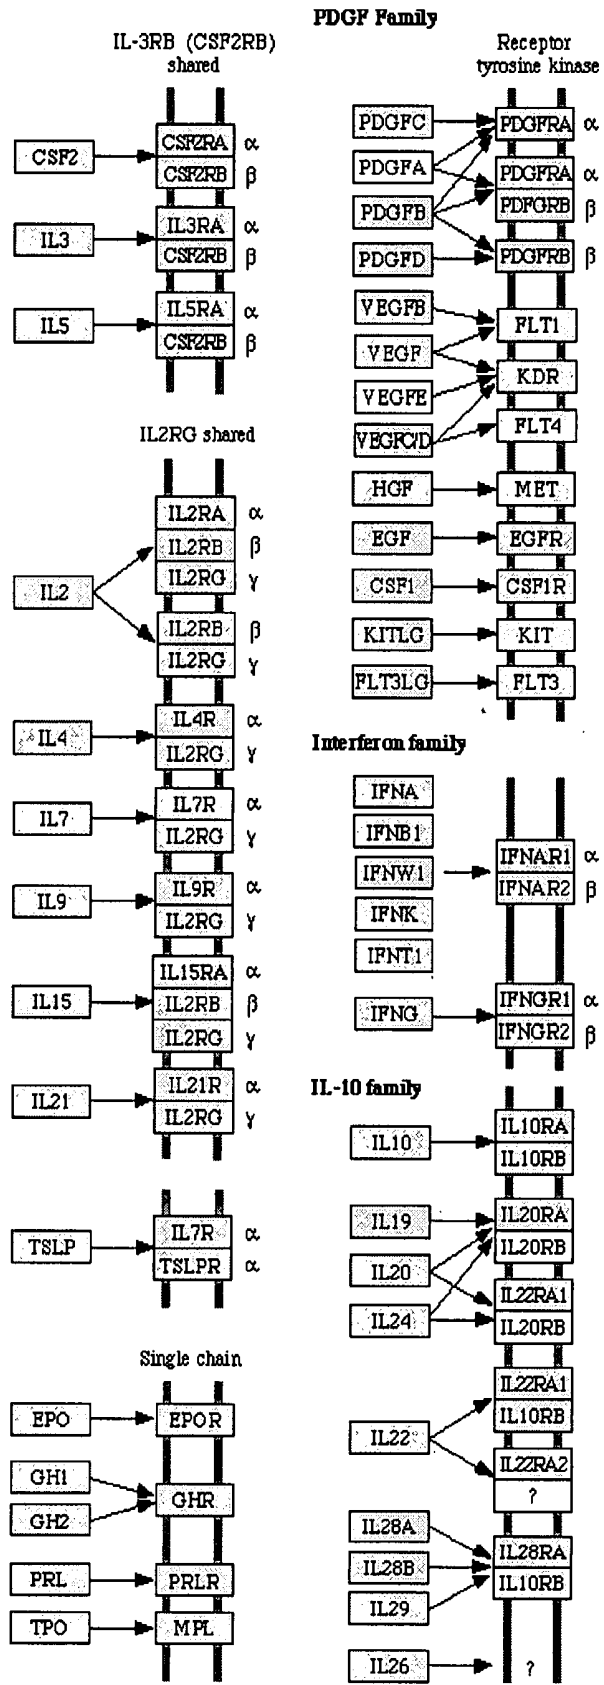 PDGF Family
IL-3RB (CSF2RB)
shared
CSF2
CSF2RA α
CSF2RB β
IL3
IL3RA α
CSF2RB β
IL5
IL5RA α
CSF2RB β
IL2RG shared
IL2
IL2RA α
IL2RB β
IL2RG γ
IL2RB β
IL2RG γ
IL4
IL4R α
IL2RG γ
IL7
IL7R α
IL2RG γ
IL9
IL9R α
IL2RG γ
IL15
IL15RA α
IL2RB β
IL2RG γ
IL21
IL21R α
IL2RG γ
TSLP
IL7R α
TSLPR α
Single chain
EPO
EPOR
GH1
GH2
GHR
PRL
PRLR
TPO
MPL
Receptor
tyrosine kinase
PDGFC
PDGFRA α
PDGFA
PDGFRA α
PDGFB
PDFGRB β
PDGFD
PDGFRB β
VEGFB
FLT1
VEGF
KDR
VEGFE
VEGFC/D
FLT4
HGF
MET
EGF
EGFR
CSF1
CSF1R
KITLG
KIT
FLT3LG
FLT3
Interferon family
IFNA
IFNB1
IFNW1
IFNK
IFNT1
IFNAR1 α
IFNAR2 β
IFNG
IFNGR1 α
IFNGR2 β
IL-10 family
IL10
IL10RA
IL10RB
IL19
IL20RA
IL20RB
IL20
IL22RA1
IL24
IL20RB
IL22
IL22RA1
IL10RB
IL22RA2
?
IL28A
IL28B
IL29
IL28RA
IL10RB
IL26
?